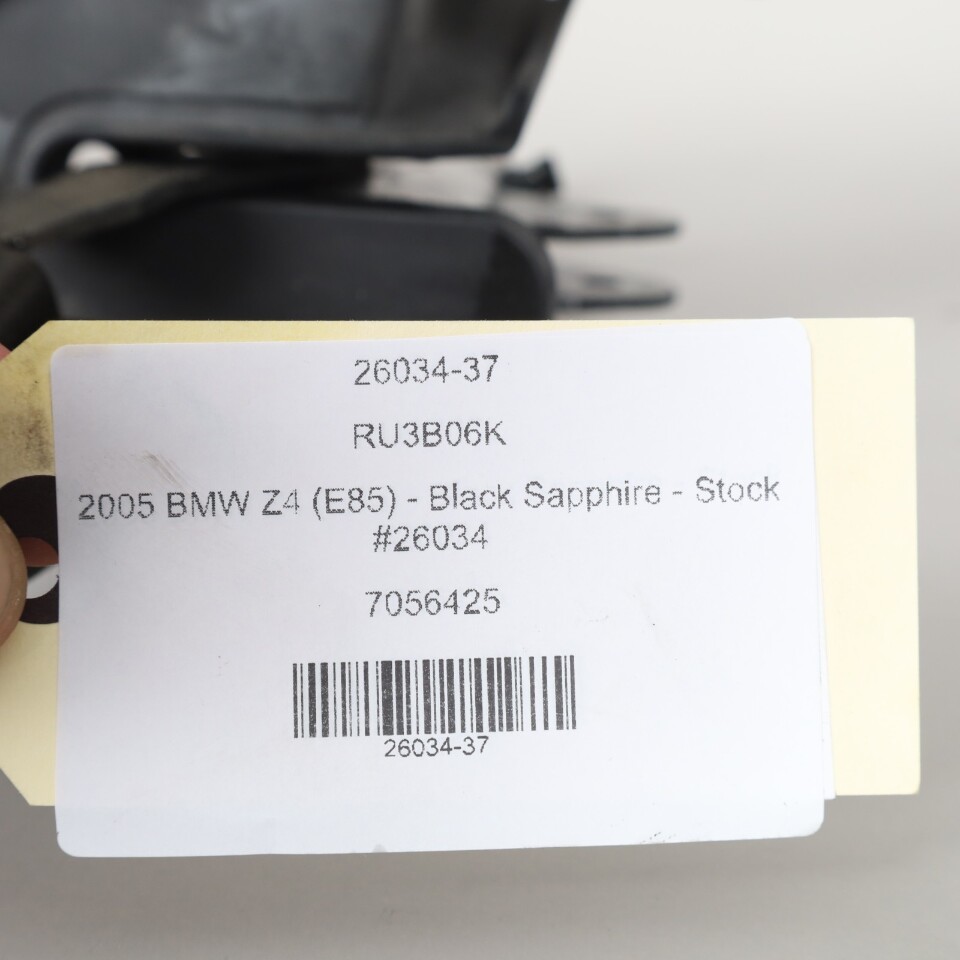 26034-37
RU3B06K
2005 BMW Z4 (E85) - Black Sapphire - Stock
#26034
7056425
26034-37